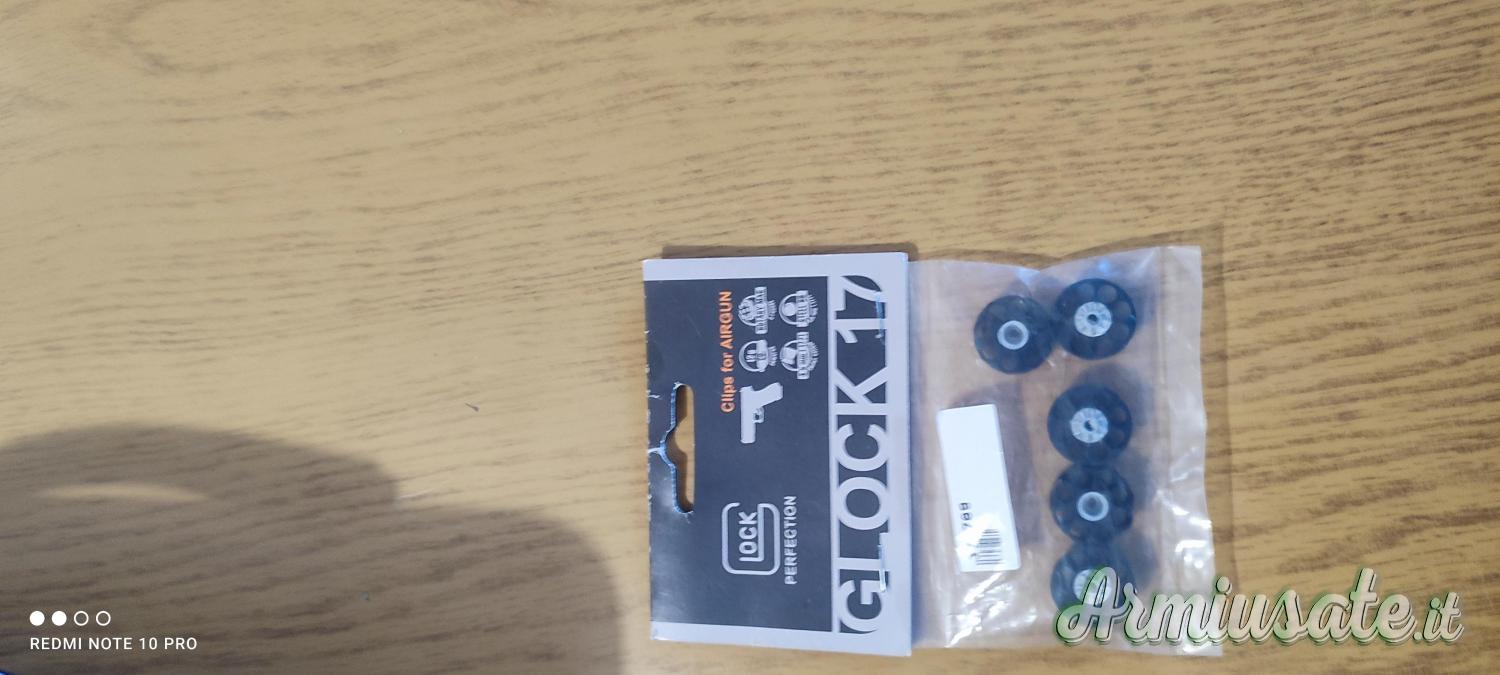 GLOCK
PERFECTION
Clips for AIRGUN
GLOCK 17
REDMI NOTE 10 PRO
Armiusate.it